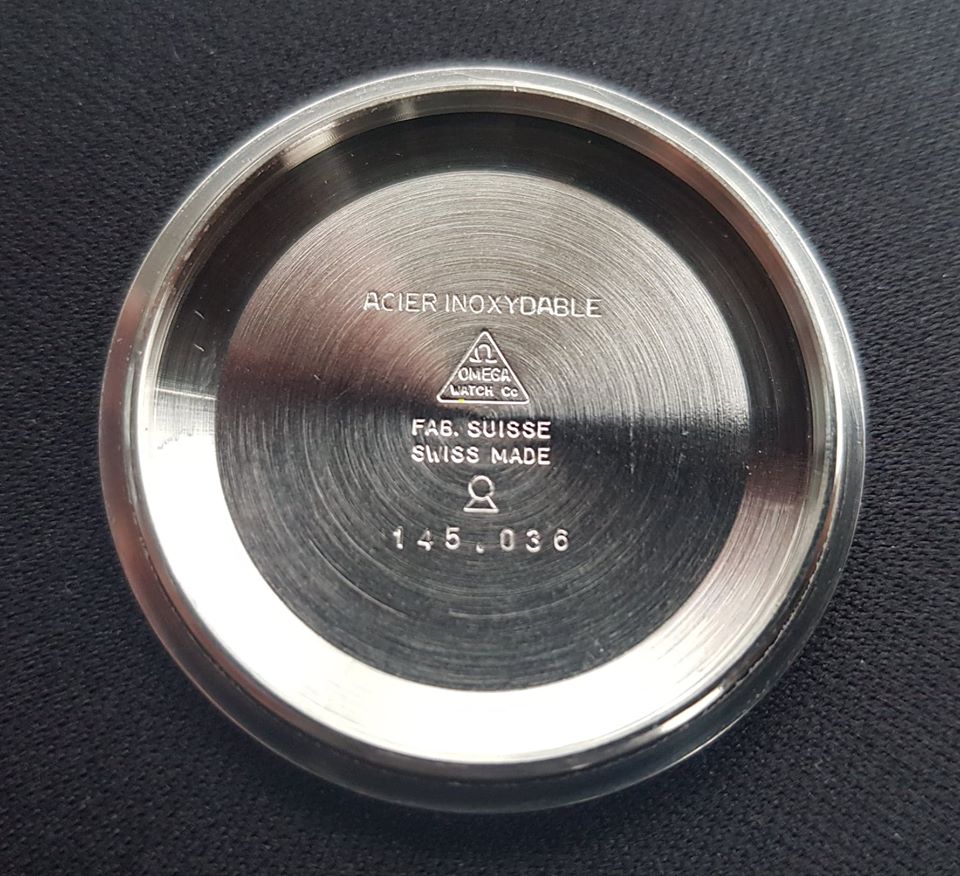 ACIER INOXYDABLE
Ω
OMEGA
WATCH Co
FAB. SUISSE
SWISS MADE
145.036